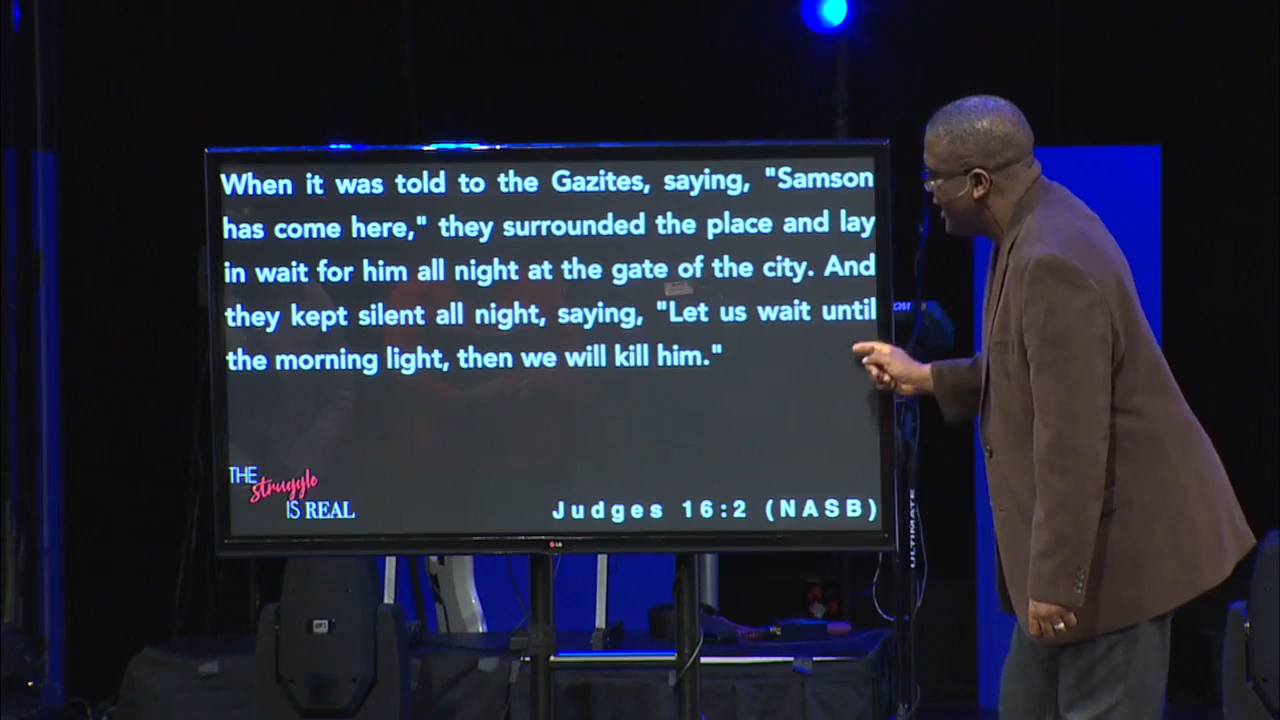 When it was told to the Gazites, saying, "Samson
has come here," they surrounded the place and lay
in wait for him all night at the gate of the city. And
they kept silent all night, saying, "Let us wait until
the morning light, then we will kill him."
THE
struggle
IS REAL
Judges 16:2 (NASB)
LG
ULTIMATE